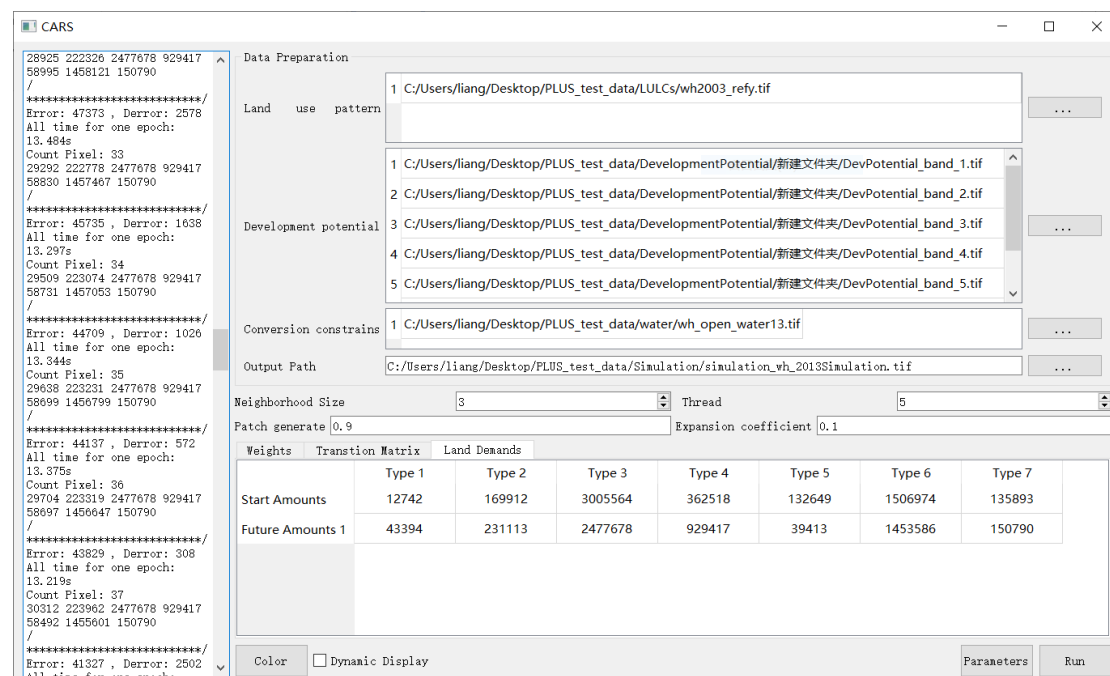 CARS
28925 222326 2477678 929417
58995 1458121 150790
/
***************************/
Error: 47373 , Derror: 2578
All time for one epoch:
13.484s
Count Pixel: 33
29292 222778 2477678 929417
58830 1457467 150790
/
***************************/
Error: 45735 , Derror: 1638
All time for one epoch:
13.297s
Count Pixel: 34
29509 223074 2477678 929417
58731 1457053 150790
/
***************************/
Error: 44709 , Derror: 1026
All time for one epoch:
13.344s
Count Pixel: 35
29638 223231 2477678 929417
58699 1456799 150790
/
***************************/
Error: 44137 , Derror: 572
All time for one epoch:
13.375s
Count Pixel: 36
29704 223319 2477678 929417
58697 1456647 150790
/
***************************/
Error: 43829 , Derror: 308
All time for one epoch:
13.219s
Count Pixel: 37
30312 223962 2477678 929417
58492 1455601 150790
/
***************************/
Error: 41327 , Derror: 2502
Data Preparation
Land use pattern
1 C:/Users/liang/Desktop/PLUS_test_data/LULCs/wh2003_refy.tif
...
Development potential
1 C:/Users/liang/Desktop/PLUS_test_data/DevelopmentPotential/新建文件夹/DevPotential_band_1.tif
2 C:/Users/liang/Desktop/PLUS_test_data/DevelopmentPotential/新建文件夹/DevPotential_band_2.tif
3 C:/Users/liang/Desktop/PLUS_test_data/DevelopmentPotential/新建文件夹/DevPotential_band_3.tif
4 C:/Users/liang/Desktop/PLUS_test_data/DevelopmentPotential/新建文件夹/DevPotential_band_4.tif
5 C:/Users/liang/Desktop/PLUS_test_data/DevelopmentPotential/新建文件夹/DevPotential_band_5.tif
...
Conversion constrains
1 C:/Users/liang/Desktop/PLUS_test_data/water/wh_open_water13.tif
...
Output Path
C:/Users/liang/Desktop/PLUS_test_data/Simulation/simulation_wh_2013Simulation.tif
...
Neighborhood Size 3 Thread 5
Patch generate 0.9 Expansion coefficient 0.1
Weights Transtion Matrix Land Demands
Type 1 Type 2 Type 3 Type 4 Type 5 Type 6 Type 7
Start Amounts 12742 169912 3005564 362518 132649 1506974 135893
Future Amounts 1 43394 231113 2477678 929417 39413 1453586 150790
Color Dynamic Display Parameters Run